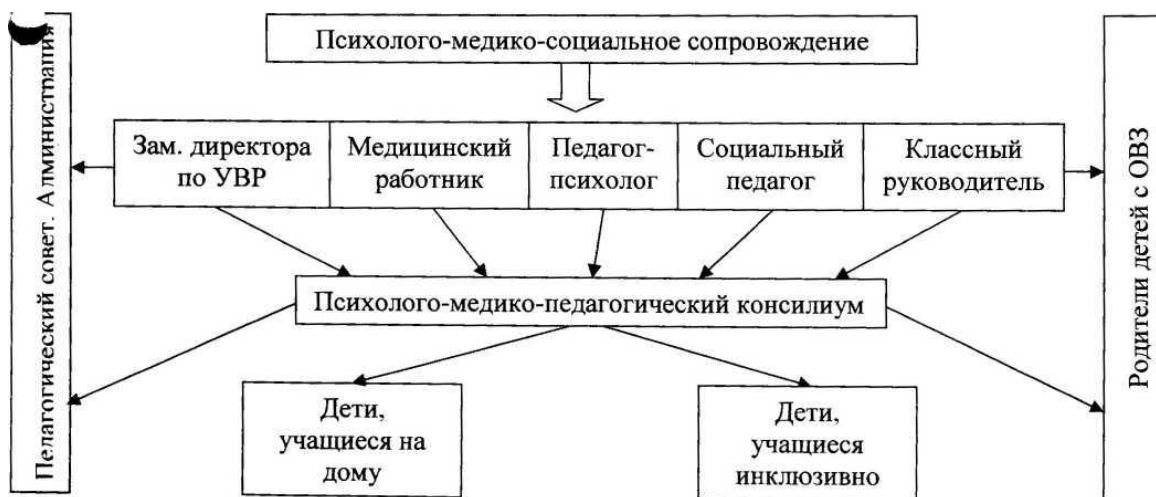 Психолого-медико-социальное сопровождение
Педагогический совет. Администрация
Зам. директора
по УВР
Медицинский
работник
Педагог-
психолог
Социальный
педагог
Классный
руководитель
Родители детей с ОВЗ
Психолого-медико-педагогический консилиум
Дети,
учащиеся на
дому
Дети,
учащиеся
инклюзивно